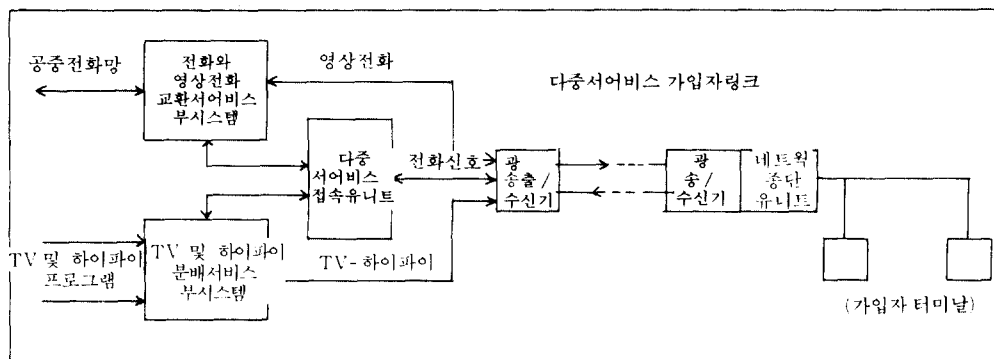 공중전화망
전화와
영상전화
교환서어비스
부시스템
영상전화
다중서어비스 가입자링크
다중
서어비스
접속유니트
전화신호
광
송출/
수신기
광
송/
수신기
네트웍
종단
유니트
TV 및 하이파이
프로그램
TV 및 하이파이
분배서비스
부시스템
TV-하이파이
(가입자 터미날)